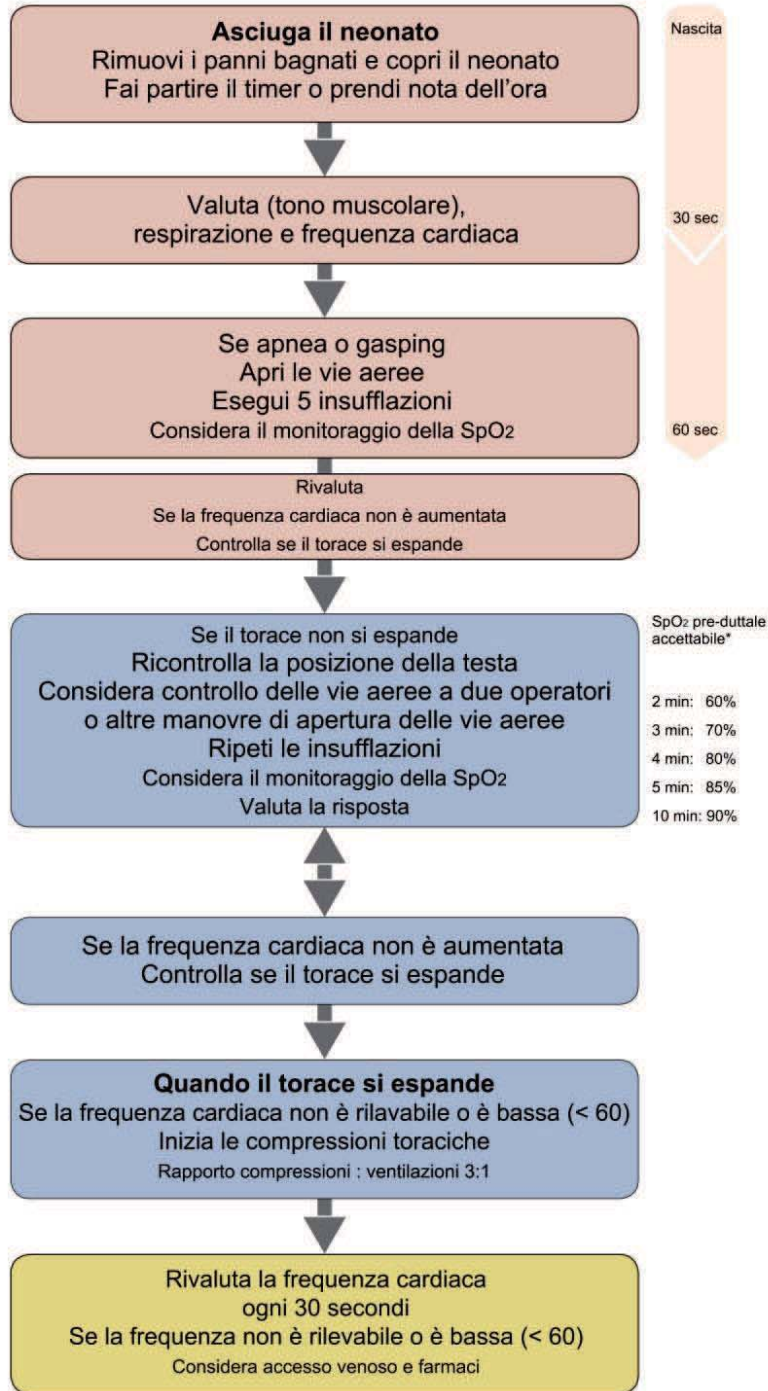 Asciuga il neonato
Rimuovi i panni bagnati e copri il neonato
Fai partire il timer o prendi nota dell'ora
Nascita
Valuta (tono muscolare),
respirazione e frequenza cardiaca
30 sec
Se apnea o gasping
Apri le vie aeree
Esegui 5 insufflazioni
Considera il monitoraggio della SpO2
60 sec
Rivaluta
Se la frequenza cardiaca non è aumentata
Controlla se il torace si espande
Se il torace non si espande
Ricontrolla la posizione della testa
Considera controllo delle vie aeree a due operatori
o altre manovre di apertura delle vie aeree
Ripeti le insufflazioni
Considera il monitoraggio della SpO2
Valuta la risposta
SpO2 pre-duttale
accettabile*
2 min: 60%
3 min: 70%
4 min: 80%
5 min: 85%
10 min: 90%
Se la frequenza cardiaca non è aumentata
Controlla se il torace si espande
Quando il torace si espande
Se la frequenza cardiaca non è rilavabile o è bassa (< 60)
Inizia le compressioni toraciche
Rapporto compressioni : ventilazioni 3:1
Rivaluta la frequenza cardiaca
ogni 30 secondi
Se la frequenza non è rilevabile o è bassa (< 60)
Considera accesso venoso e farmaci